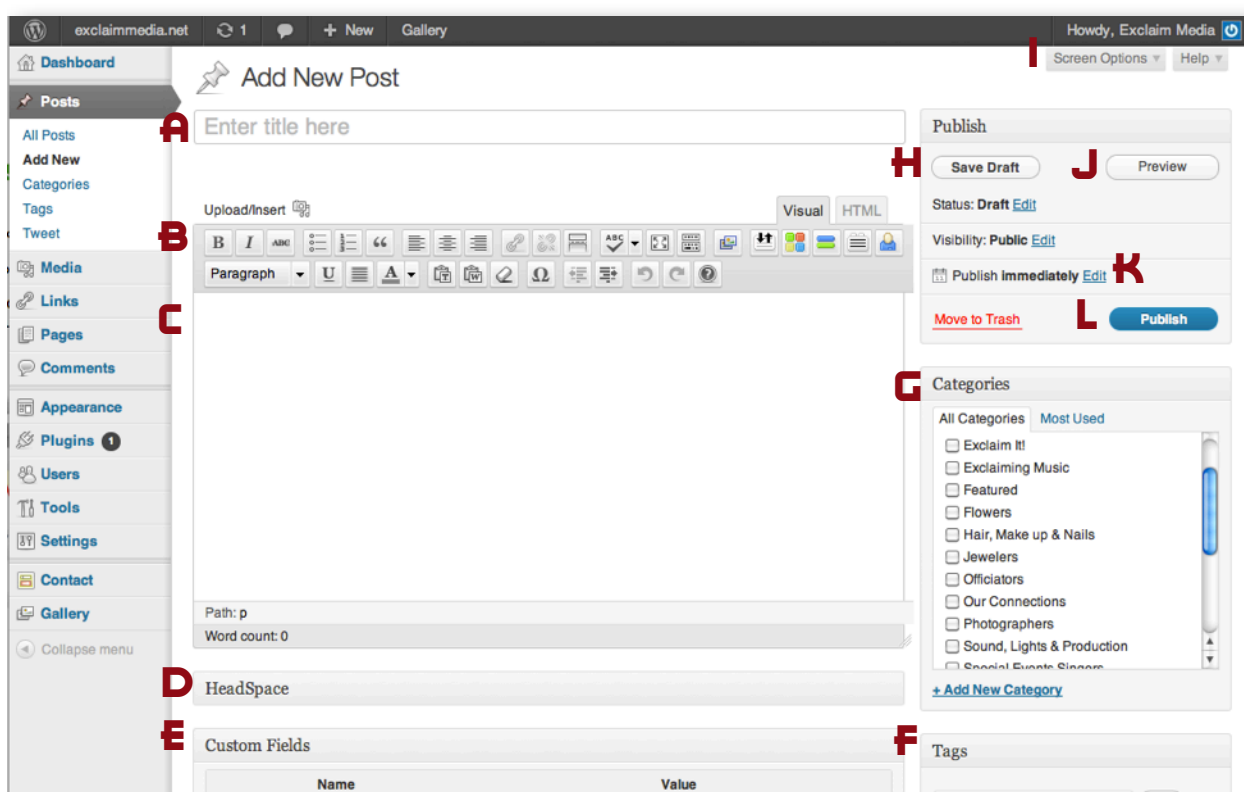 exclaimmedia.net 1 + New Gallery Howdy, Exclaim Media
I Screen Options Help
Dashboard
Posts
All Posts
Add New
Categories
Tags
Tweet
Media
Links
Pages
Comments
Appearance
Plugins 1
Users
Tools
Settings
Contact
Gallery
Collapse menu
Add New Post
A Enter title here
Upload/Insert Visual HTML
B B I ABC ABC
Paragraph U A T W Ω
C
Path: p
Word count: 0
D HeadSpace
E Custom Fields
Name Value
Publish
H Save Draft J Preview
Status: Draft Edit
Visibility: Public Edit
Publish immediately Edit K
Move to Trash L Publish
G Categories
All Categories Most Used
Exclaim It!
Exclaiming Music
Featured
Flowers
Hair, Make up & Nails
Jewelers
Officiators
Our Connections
Photographers
Sound, Lights & Production
Special Events Singers
+ Add New Category
F Tags